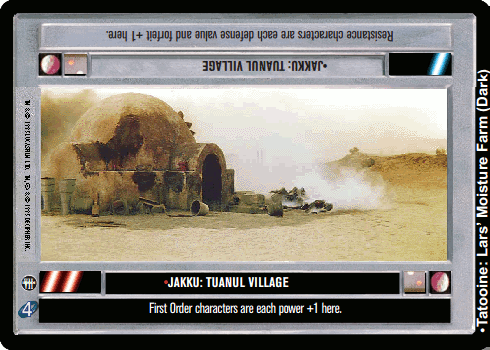 Resistance characters are each defense value and forfeit +1 here.
•JAKKU: TUANUL VILLAGE
•Tatooine: Lars' Moisture Farm (Dark)
•JAKKU: TUANUL VILLAGE
4
First Order characters are each power +1 here.